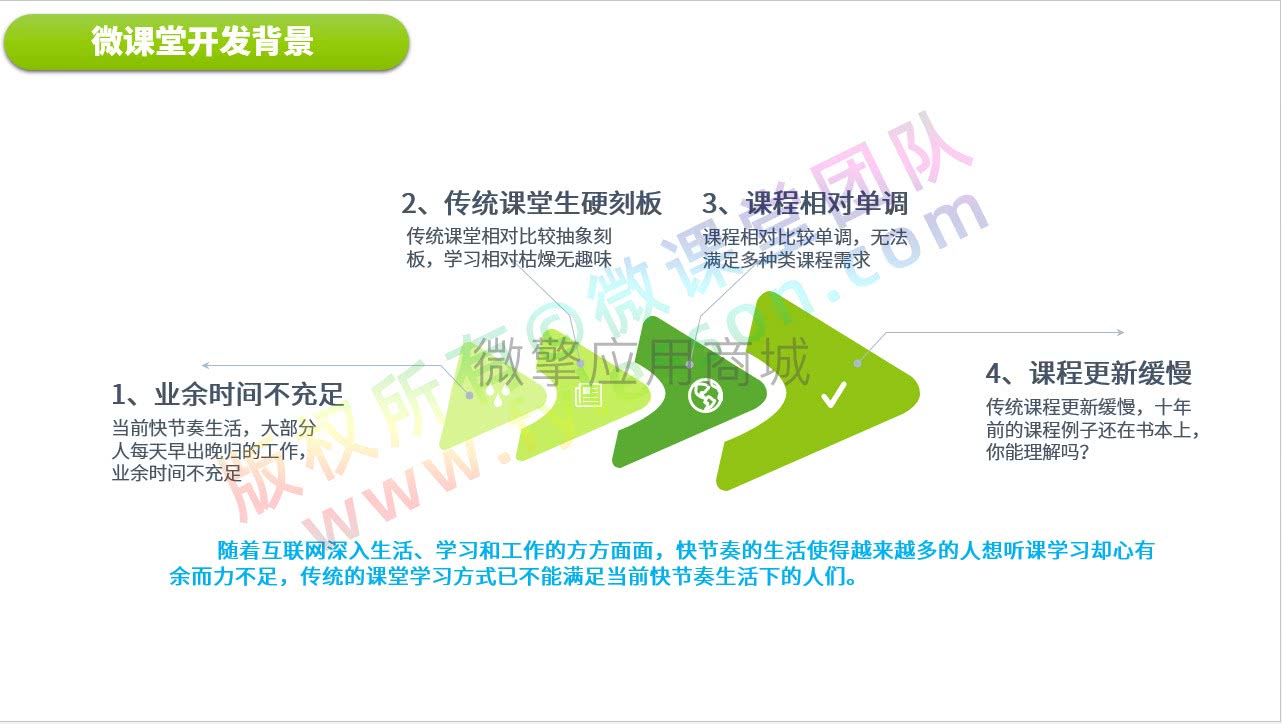 微课堂开发背景
2、传统课堂生硬刻板
传统课堂相对比较抽象刻
板，学习相对枯燥无趣味
3、课程相对单调
课程相对比较单调，无法
满足多种类课程需求
1、业余时间不充足
当前快节奏生活，大部分
人每天早出晚归的工作，
业余时间不充足
4、课程更新缓慢
传统课程更新缓慢，十年
前的课程例子还在书本上，
你能理解吗？
随着互联网深入生活、学习和工作的方方面面，快节奏的生活使得越来越多的人想听课学习却心有
余而力不足，传统的课堂学习方式已不能满足当前快节奏生活下的人们。
版权所有©微课堂团队
微擎应用商城